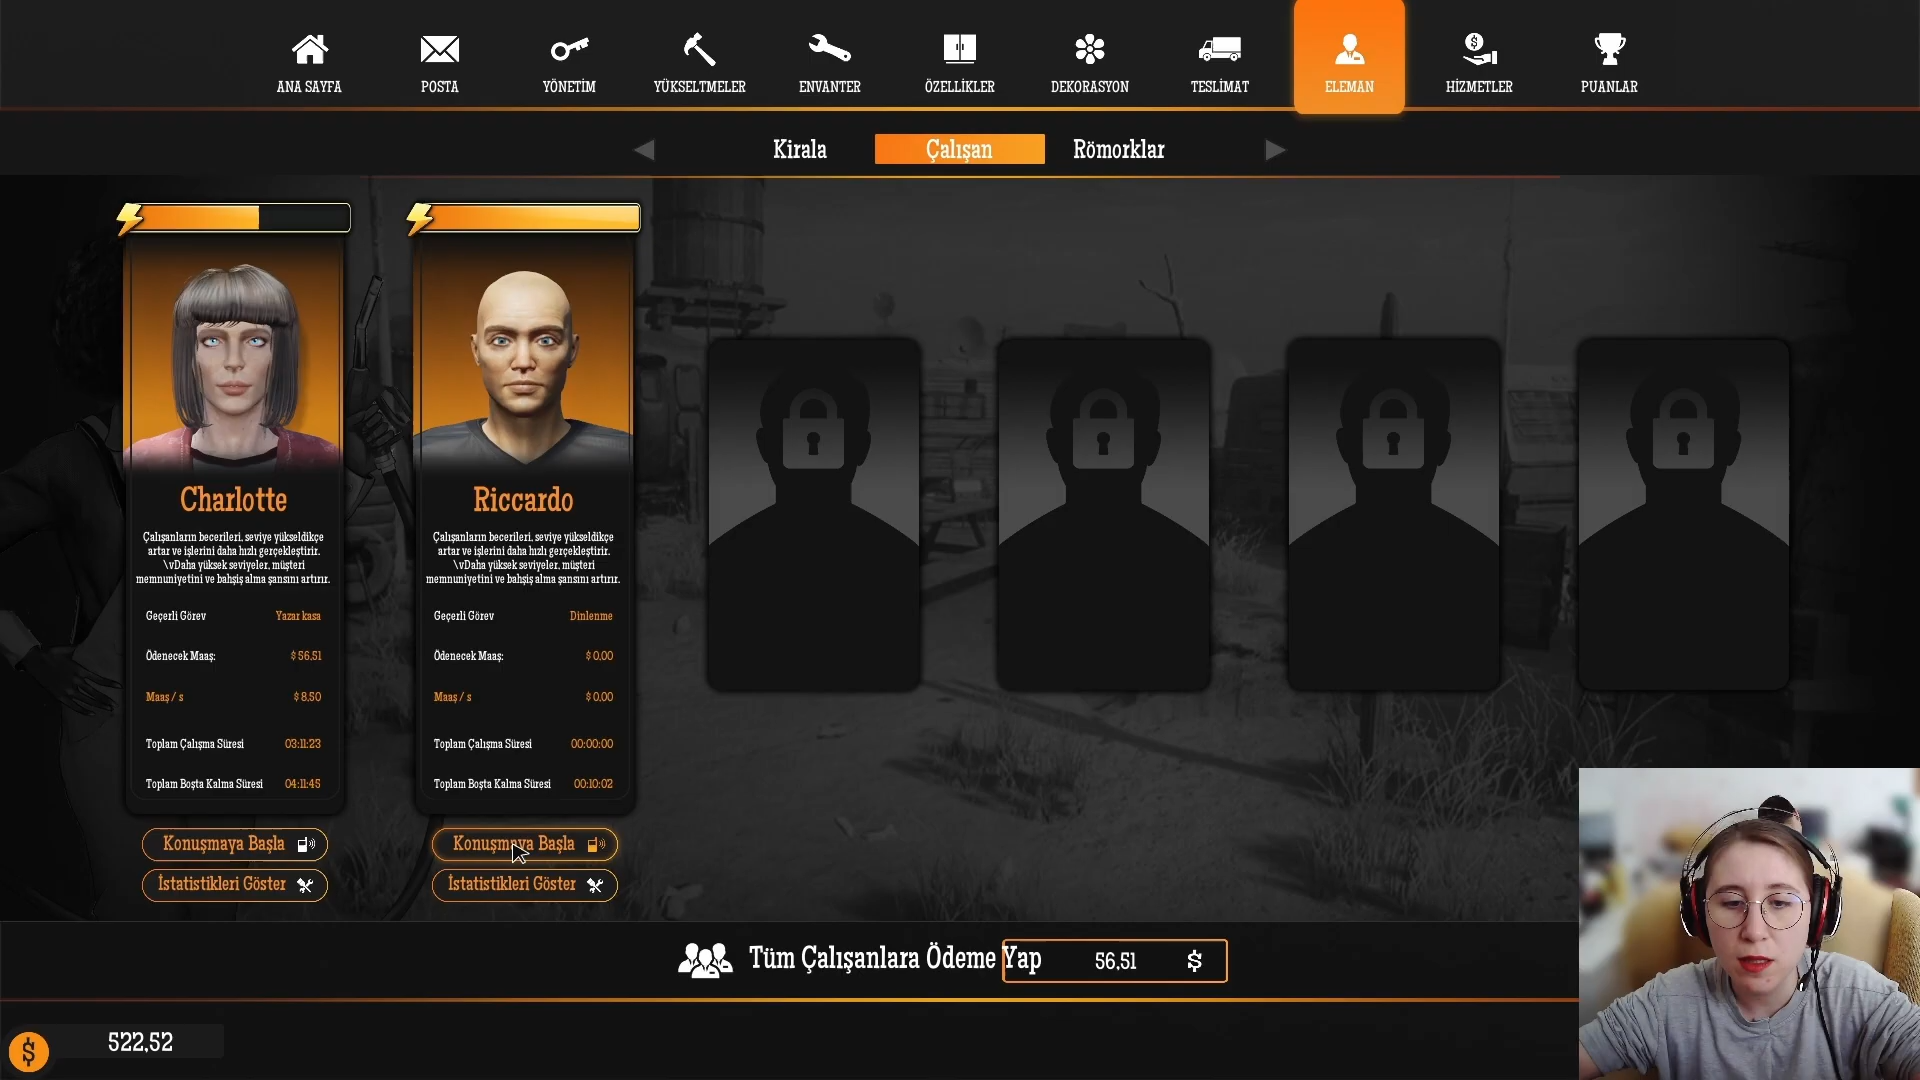 ANA SAYFA
POSTA
YÖNETİM
YÜKSELTMELER
ENVANTER
ÖZELLİKLER
DEKORASYON
TESLİMAT
ELEMAN
HİZMETLER
PUANLAR
Kirala
Çalışan
Römorklar
Charlotte
Çalışanların becerileri, seviye yükseldikçe
artar ve işlerini daha hızlı gerçekleştirir.
\vDaha yüksek seviyeler, müşteri
memnuniyetini ve bahşiş alma şansını artırır.
Geçerli Görev Yazar kasa
Ödenecek Maaş: $ 56,51
Maaş / s $ 8,50
Toplam Çalışma Süresi 03:11:23
Toplam Boşta Kalma Süresi 04:11:45
Konuşmaya Başla
İstatistikleri Göster
Riccardo
Çalışanların becerileri, seviye yükseldikçe
artar ve işlerini daha hızlı gerçekleştirir.
\vDaha yüksek seviyeler, müşteri
memnuniyetini ve bahşiş alma şansını artırır.
Geçerli Görev Dinlenme
Ödenecek Maaş: $ 0,00
Maaş / s $ 0,00
Toplam Çalışma Süresi 00:00:00
Toplam Boşta Kalma Süresi 00:10:02
Konuşmaya Başla
İstatistikleri Göster
Tüm Çalışanlara Ödeme Yap 56,51 $
$ 522,52